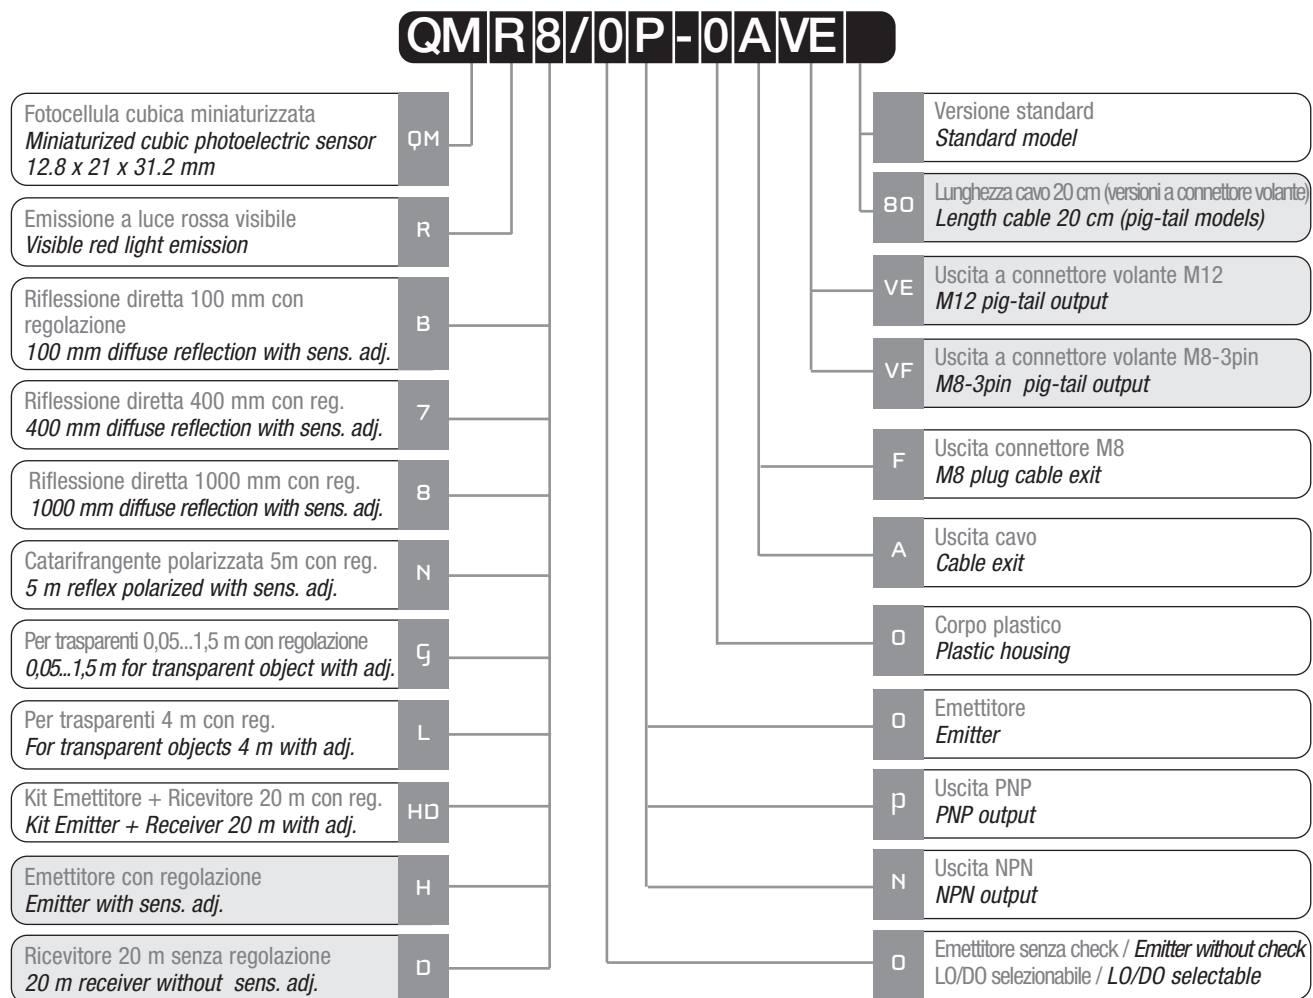 QMR8/0P-0AVE
Fotocellula cubica miniaturizzata
Miniaturized cubic photoelectric sensor
12.8 x 21 x 31.2 mm
QM
Emissione a luce rossa visibile
Visible red light emission
R
Riflessione diretta 100 mm con
regolazione
100 mm diffuse reflection with sens. adj.
B
Riflessione diretta 400 mm con reg.
400 mm diffuse reflection with sens. adj.
7
Riflessione diretta 1000 mm con reg.
1000 mm diffuse reflection with sens. adj.
8
Catarifrangente polarizzata 5m con reg.
5 m reflex polarized with sens. adj.
N
Per trasparenti 0,05...1,5 m con regolazione
0,05...1,5 m for transparent object with adj.
G
Per trasparenti 4 m con reg.
For transparent objects 4 m with adj.
L
Kit Emettitore + Ricevitore 20 m con reg.
Kit Emitter + Receiver 20 m with adj.
HD
Emettitore con regolazione
Emitter with sens. adj.
H
Ricevitore 20 m senza regolazione
20 m receiver without sens. adj.
D
Versione standard
Standard model
80
Lunghezza cavo 20 cm (versioni a connettore volante)
Length cable 20 cm (pig-tail models)
VE
Uscita a connettore volante M12
M12 pig-tail output
VF
Uscita a connettore volante M8-3pin
M8-3pin pig-tail output
F
Uscita connettore M8
M8 plug cable exit
A
Uscita cavo
Cable exit
0
Corpo plastico
Plastic housing
0
Emettitore
Emitter
P
Uscita PNP
PNP output
N
Uscita NPN
NPN output
0
Emettitore senza check / Emitter without check
LO/DO selezionabile / LO/DO selectable